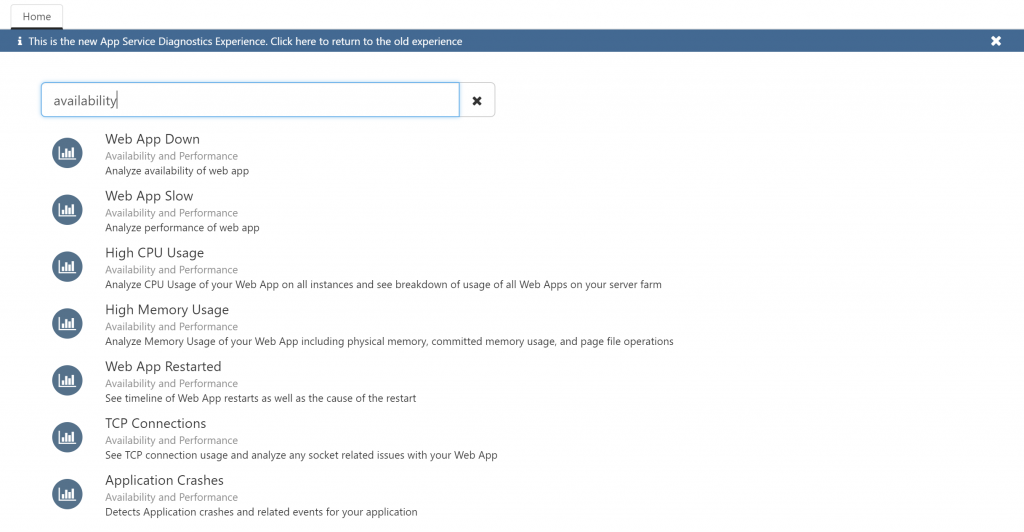 Home
This is the new App Service Diagnostics Experience. Click here to return to the old experience
availability
Web App Down
Availability and Performance
Analyze availability of web app
Web App Slow
Availability and Performance
Analyze performance of web app
High CPU Usage
Availability and Performance
Analyze CPU Usage of your Web App on all instances and see breakdown of usage of all Web Apps on your server farm
High Memory Usage
Availability and Performance
Analyze Memory Usage of your Web App including physical memory, committed memory usage, and page file operations
Web App Restarted
Availability and Performance
See timeline of Web App restarts as well as the cause of the restart
TCP Connections
Availability and Performance
See TCP connection usage and analyze any socket related issues with your Web App
Application Crashes
Availability and Performance
Detects Application crashes and related events for your application